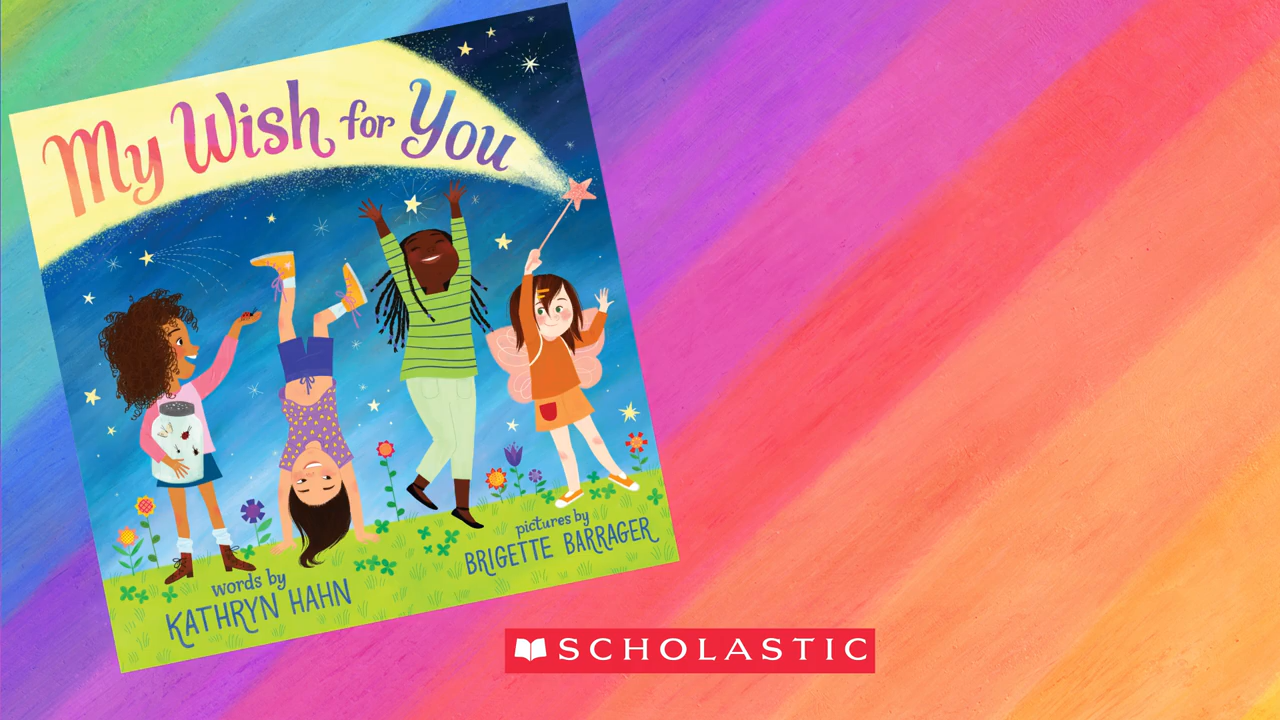 My Wish for You
words by
KATHRYN HAHN
pictures by
BRIGETTE BARRAGER
SCHOLASTIC